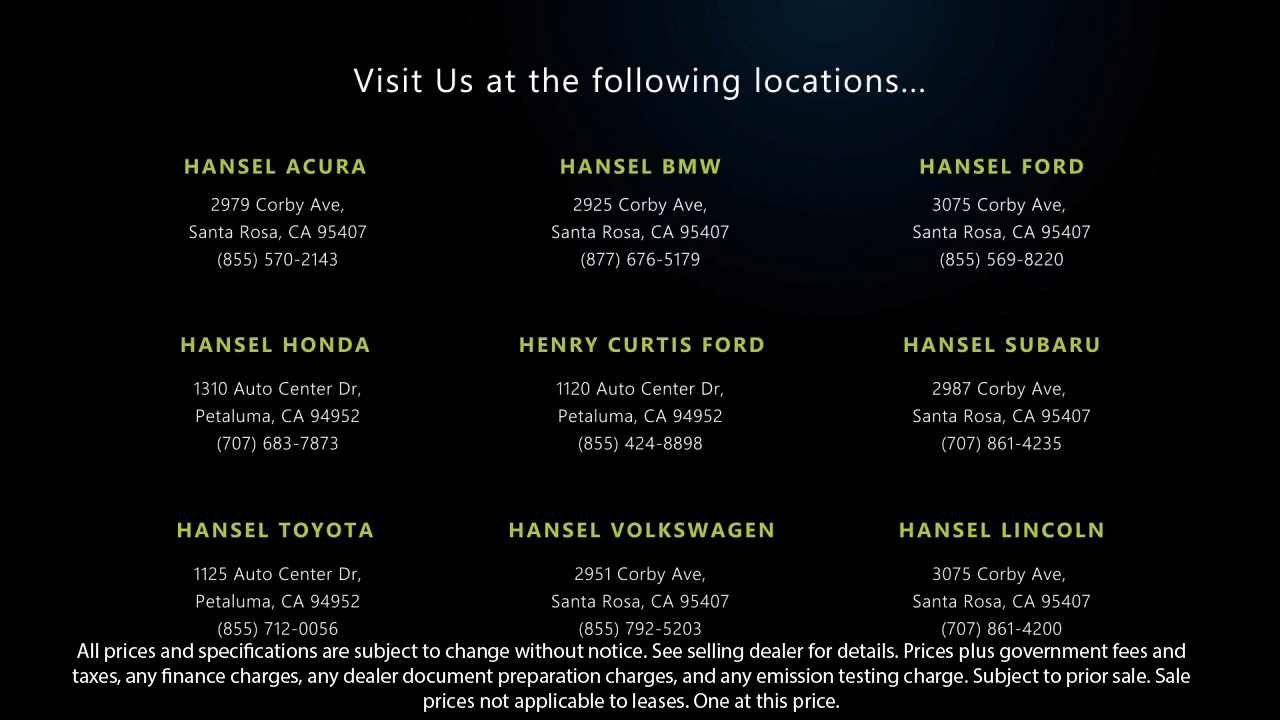 Visit Us at the following locations...
HANSEL ACURA
2979 Corby Ave,
Santa Rosa, CA 95407
(855) 570-2143
HANSEL BMW
2925 Corby Ave,
Santa Rosa, CA 95407
(877) 676-5179
HANSEL FORD
3075 Corby Ave,
Santa Rosa, CA 95407
(855) 569-8220
HANSEL HONDA
1310 Auto Center Dr,
Petaluma, CA 94952
(707) 683-7873
HENRY CURTIS FORD
1120 Auto Center Dr,
Petaluma, CA 94952
(855) 424-8898
HANSEL SUBARU
2987 Corby Ave,
Santa Rosa, CA 95407
(707) 861-4235
HANSEL TOYOTA
1125 Auto Center Dr,
Petaluma, CA 94952
(855) 712-0056
HANSEL VOLKSWAGEN
2951 Corby Ave,
Santa Rosa, CA 95407
(855) 792-5203
HANSEL LINCOLN
3075 Corby Ave,
Santa Rosa, CA 95407
(707) 861-4200
All prices and specifications are subject to change without notice. See selling dealer for details. Prices plus government fees and
taxes, any finance charges, any dealer document preparation charges, and any emission testing charge. Subject to prior sale. Sale
prices not applicable to leases. One at this price.